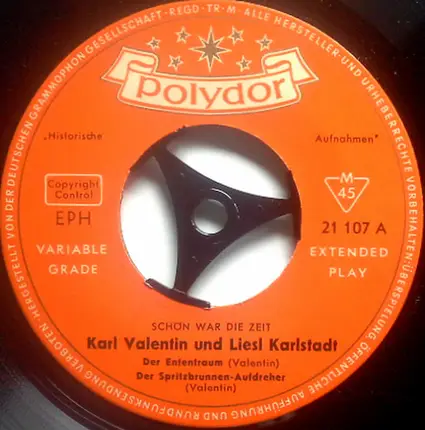 HERGESTELLT VON DER DEUTSCHEN GRAMMOPHON GESELLSCHAFT - REGD·TR·M - ALLE HERSTELLER- UND URHEBERRECHTE VORBEHALTEN · ÜBERSPIELUNG, ÖFFENTLICHE AUFFÜHRUNG UND RUNDFUNKSENDUNG VERBOTEN
Polydor
„Historische Aufnahmen"
Copyright
Control
EPH
M
45
21 107 A
VARIABLE
GRADE
EXTENDED
PLAY
SCHÖN WAR DIE ZEIT
Karl Valentin und Liesl Karlstadt
Der Ententraum (Valentin)
Der Spritzbrunnen-Aufdreher
(Valentin)